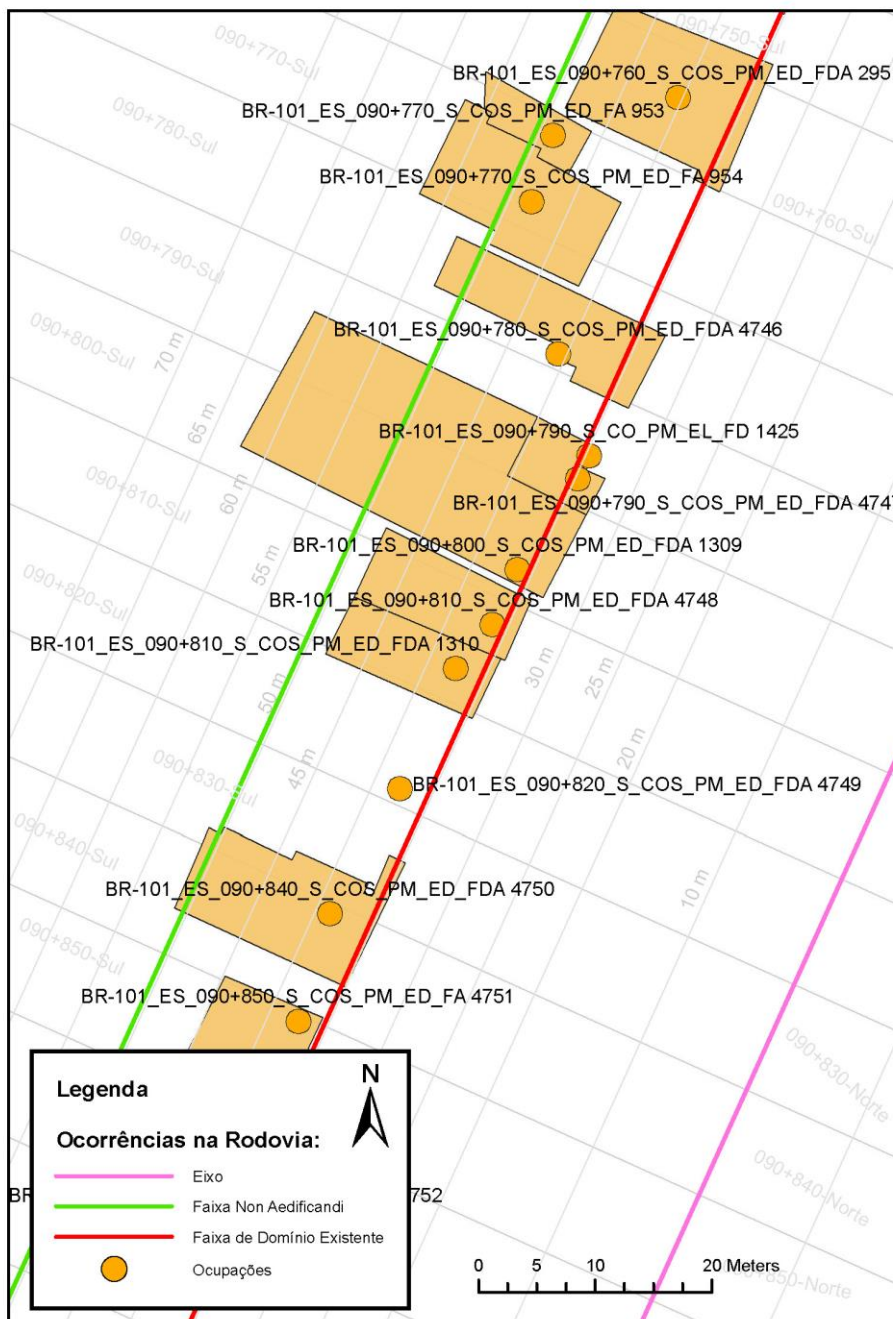 090+750-Sul
090+770-Sul
BR-101_ES_090+760_S_COS_PM_ED_FDA 295
BR-101_ES_090+770_S_COS_PM_ED_FA 953
090+780-Sul
BR-101_ES_090+770_S_COS_PM_ED_FA 954
090+760-Su
090+790-Sul
BR-101_ES_090+780_S_COS_PM_ED_FDA 4746
090+800-Sul
70 m
65 m
BR-101_ES_090+790_S_CO_PM_EL_FD 1425
60 m
090+810-Sul
BR-101_ES_090+790_S_COS_PM_ED_FDA 474
BR-101_ES_090+800_S_COS_PM_ED_FDA 1309
55 m
090+820-Sul
BR-101_ES_090+810_S_COS_PM_ED_FDA 4748
BR-101_ES_090+810_S_COS_PM_ED_FDA 1310
30 m
25 m
50 m
20 m
45 m
090+830-Sul
BR-101_ES_090+820_S_COS_PM_ED_FDA 4749
090+840-Sul
BR-101_ES_090+840_S_COS_PM_ED_FDA 4750
10 m
090+850-Sul
BR-101_ES_090+850_S_COS_PM_ED_FA 4751
090+830-Norte
Legenda
N
Ocorrências na Rodovia:
Eixo
090+840-Norte
BR
752
Faixa Non Aedificandi
Faixa de Domínio Existente
Ocupações
0 5 10 20 Meters
090+850-Norte